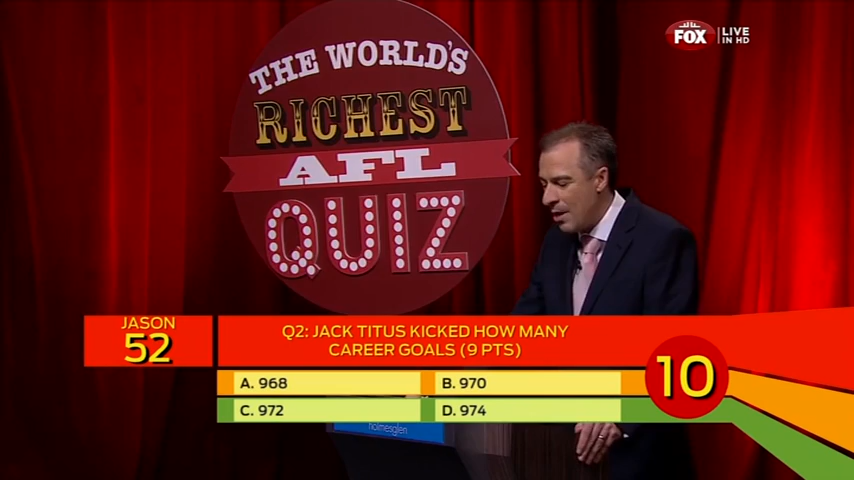 FOX LIVE
IN HD
THE WORLD'S
RICHEST
AFL
QUIZ
JASON
52
Q2: JACK TITUS KICKED HOW MANY
CAREER GOALS (9 PTS)
10
A. 968
B. 970
C. 972
D. 974
holmesglen